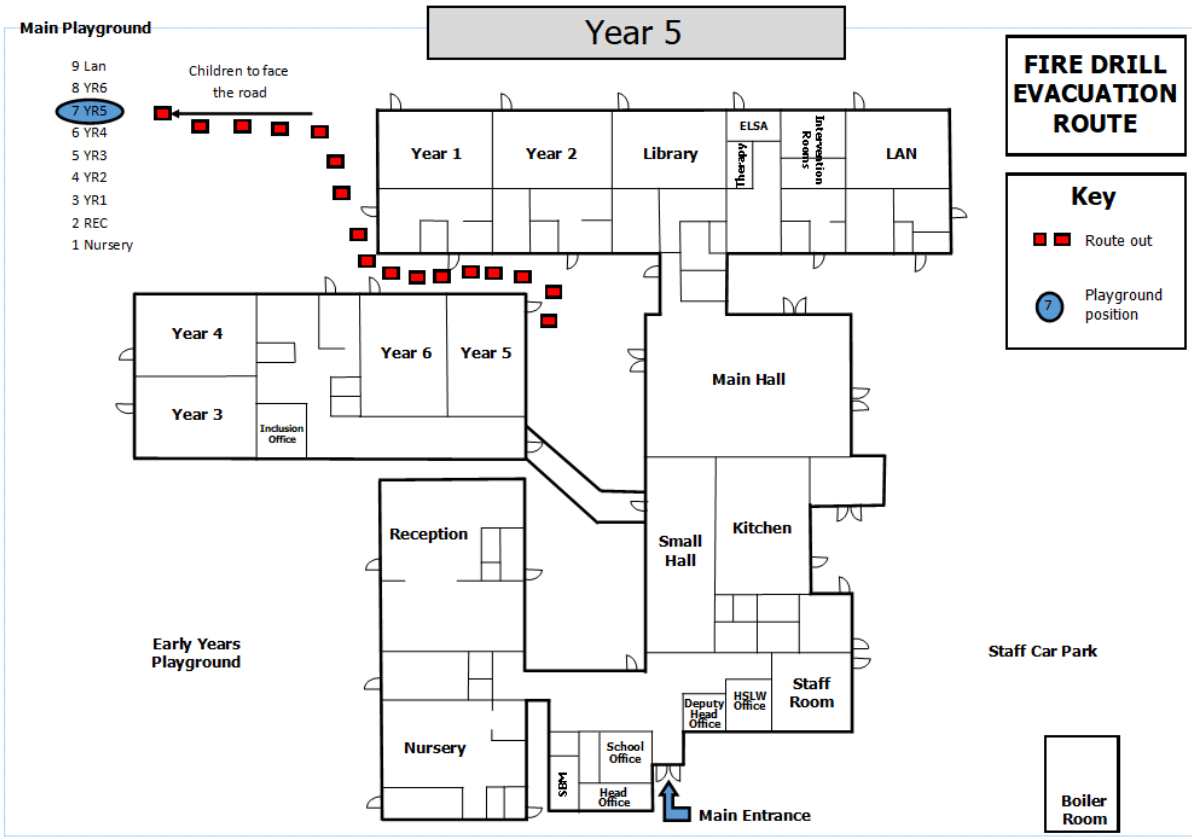 Year 5
Main Playground
9 Lan
8 YR6
7 YR5
6 YR4
5 YR3
4 YR2
3 YR1
2 REC
1 Nursery
Children to face
the road
FIRE DRILL
EVACUATION
ROUTE
Key
Route out
7
Playground
position
Year 1
Year 2
Library
ELSA
Therapy
Intervention
Rooms
LAN
Year 4
Year 6
Year 5
Year 3
Inclusion
Office
Main Hall
Reception
Small
Hall
Kitchen
Early Years
Playground
Staff Car Park
Nursery
Deputy
Head
Office
HSLW
Office
Staff
Room
School
Office
SBM
Head
Office
Main Entrance
Boiler
Room